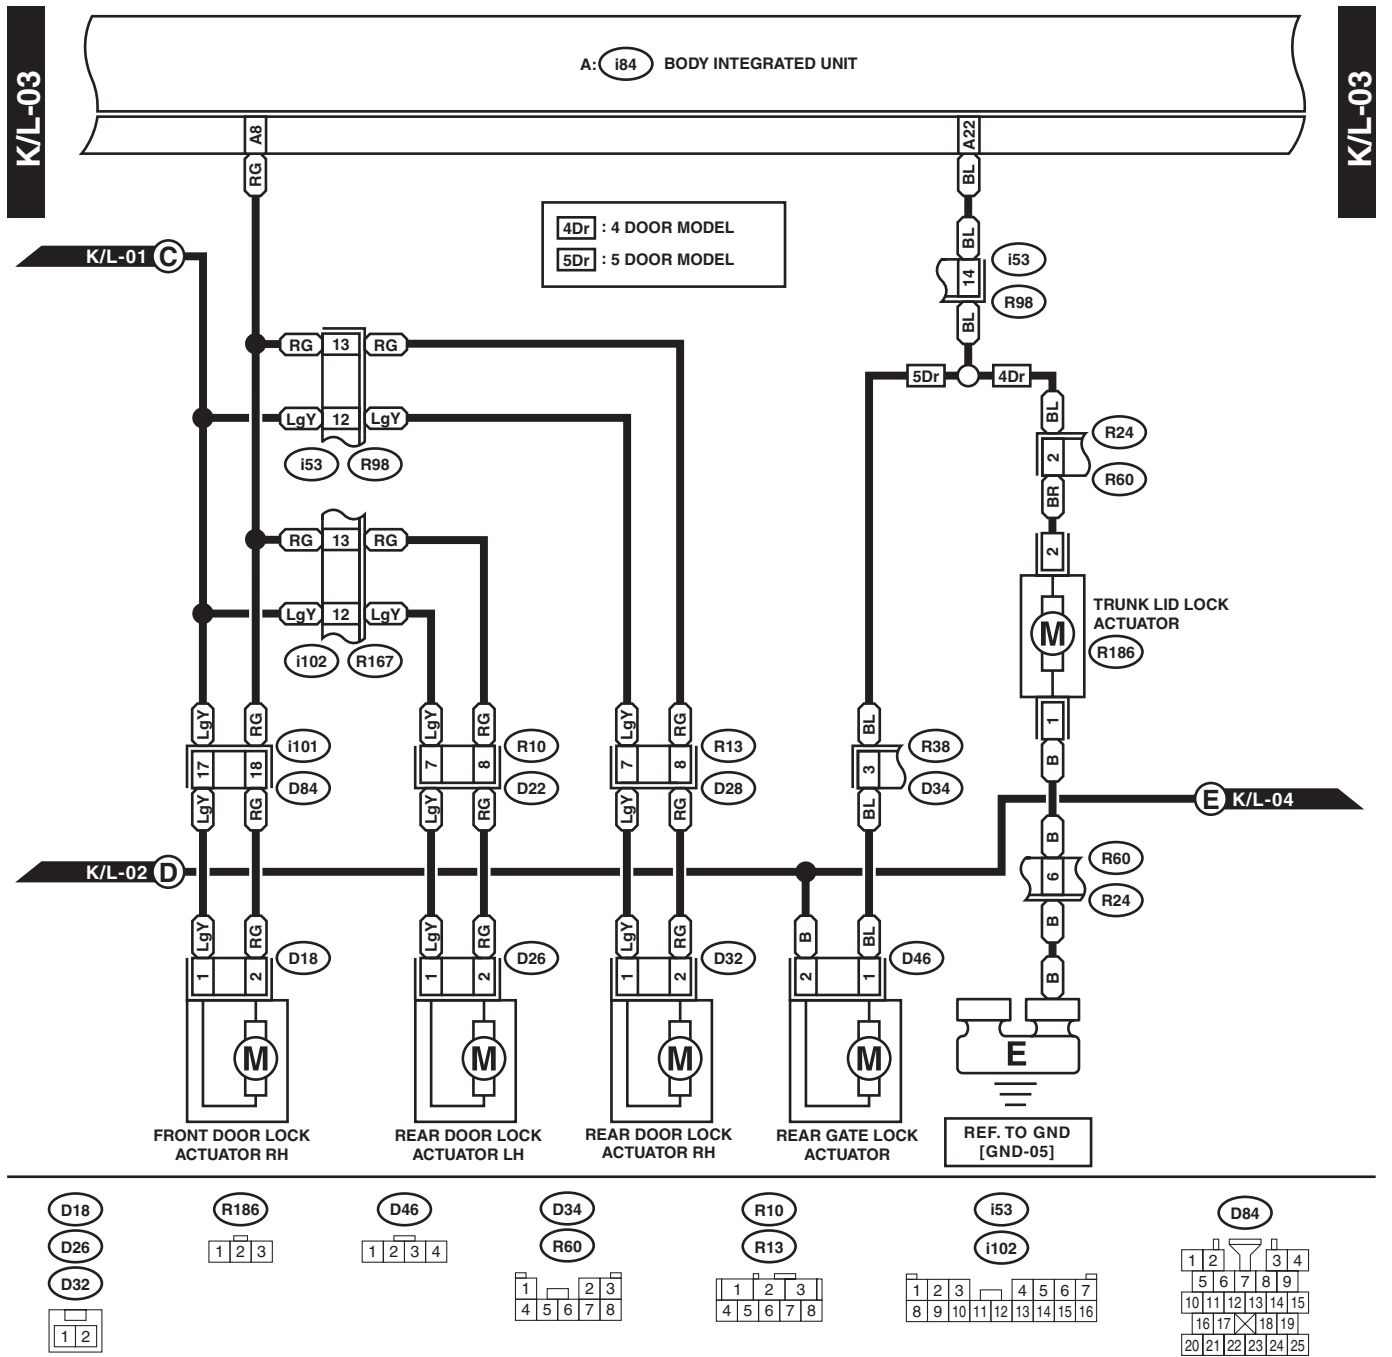 K/L-03
K/L-03
A: i84 BODY INTEGRATED UNIT
A8
A22
RG
BL
4Dr : 4 DOOR MODEL
5Dr : 5 DOOR MODEL
BL
K/L-01 C
14
i53
R98
BL
RG 13 RG
5Dr
4Dr
BL
LgY 12 LgY
R24
2
R60
i53 R98
BR
RG 13 RG
2
TRUNK LID LOCK
ACTUATOR
LgY 12 LgY
M
R186
i102 R167
LgY RG
LgY RG
LgY RG
BL
1
17 18
i101
D84
7 8
R10
D22
7 8
R13
D28
3
R38
D34
B
LgY RG
LgY RG
LgY RG
BL
E K/L-04
B
R60
6
R24
K/L-02 D
B
LgY RG
LgY RG
LgY RG
B BL
1 2
D18
1 2
D26
1 2
D32
2 1
D46
B
M
M
M
M
E
FRONT DOOR LOCK
ACTUATOR RH
REAR DOOR LOCK
ACTUATOR LH
REAR DOOR LOCK
ACTUATOR RH
REAR GATE LOCK
ACTUATOR
REF. TO GND
[GND-05]
D18
D26
D32
1 2
R186
1 2 3
D46
1 2 3 4
D34
R60
1 2 3
4 5 6 7 8
R10
R13
1 2 3
4 5 6 7 8
i53
i102
1 2 3 4 5 6 7
8 9 10 11 12 13 14 15 16
D84
1 2 3 4
5 6 7 8 9
10 11 12 13 14 15
16 17 18 19
20 21 22 23 24 25